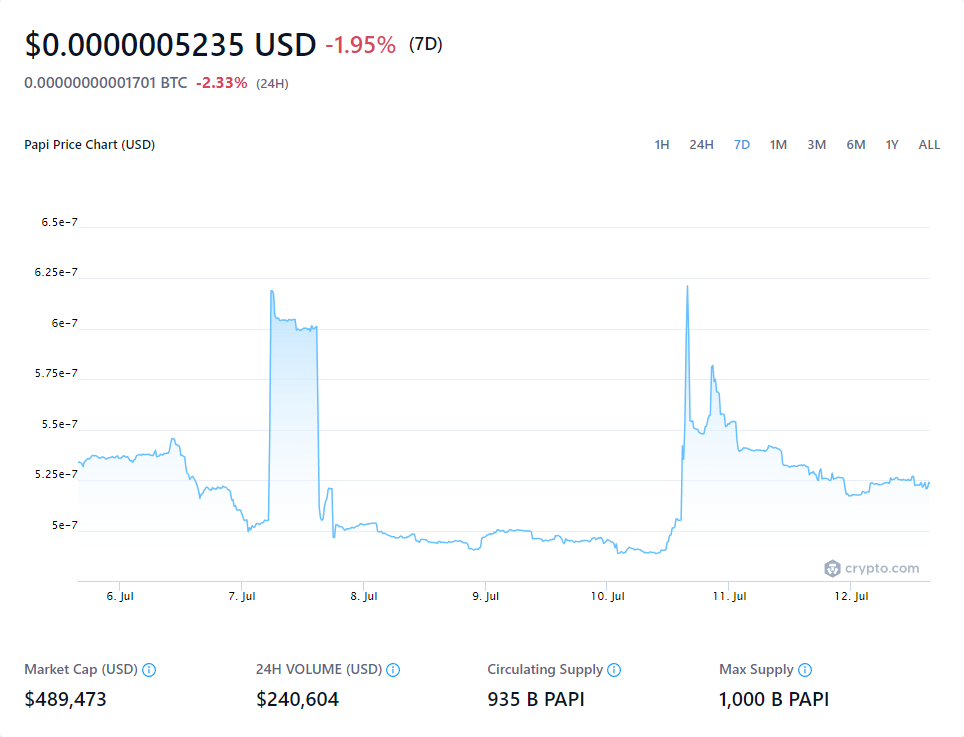 $0.0000005235 USD -1.95% (7D)
0.00000000001701 BTC -2.33% (24H)
Papi Price Chart (USD) 1H 24H 7D 1M 3M 6M 1Y ALL
6.5e-7
6.25e-7
6e-7
5.75e-7
5.5e-7
5.25e-7
5e-7
crypto.com
6. Jul 7. Jul 8. Jul 9. Jul 10. Jul 11. Jul 12. Jul
Market Cap (USD) 24H VOLUME (USD) Circulating Supply Max Supply
$489,473 $240,604 935 B PAPI 1,000 B PAPI